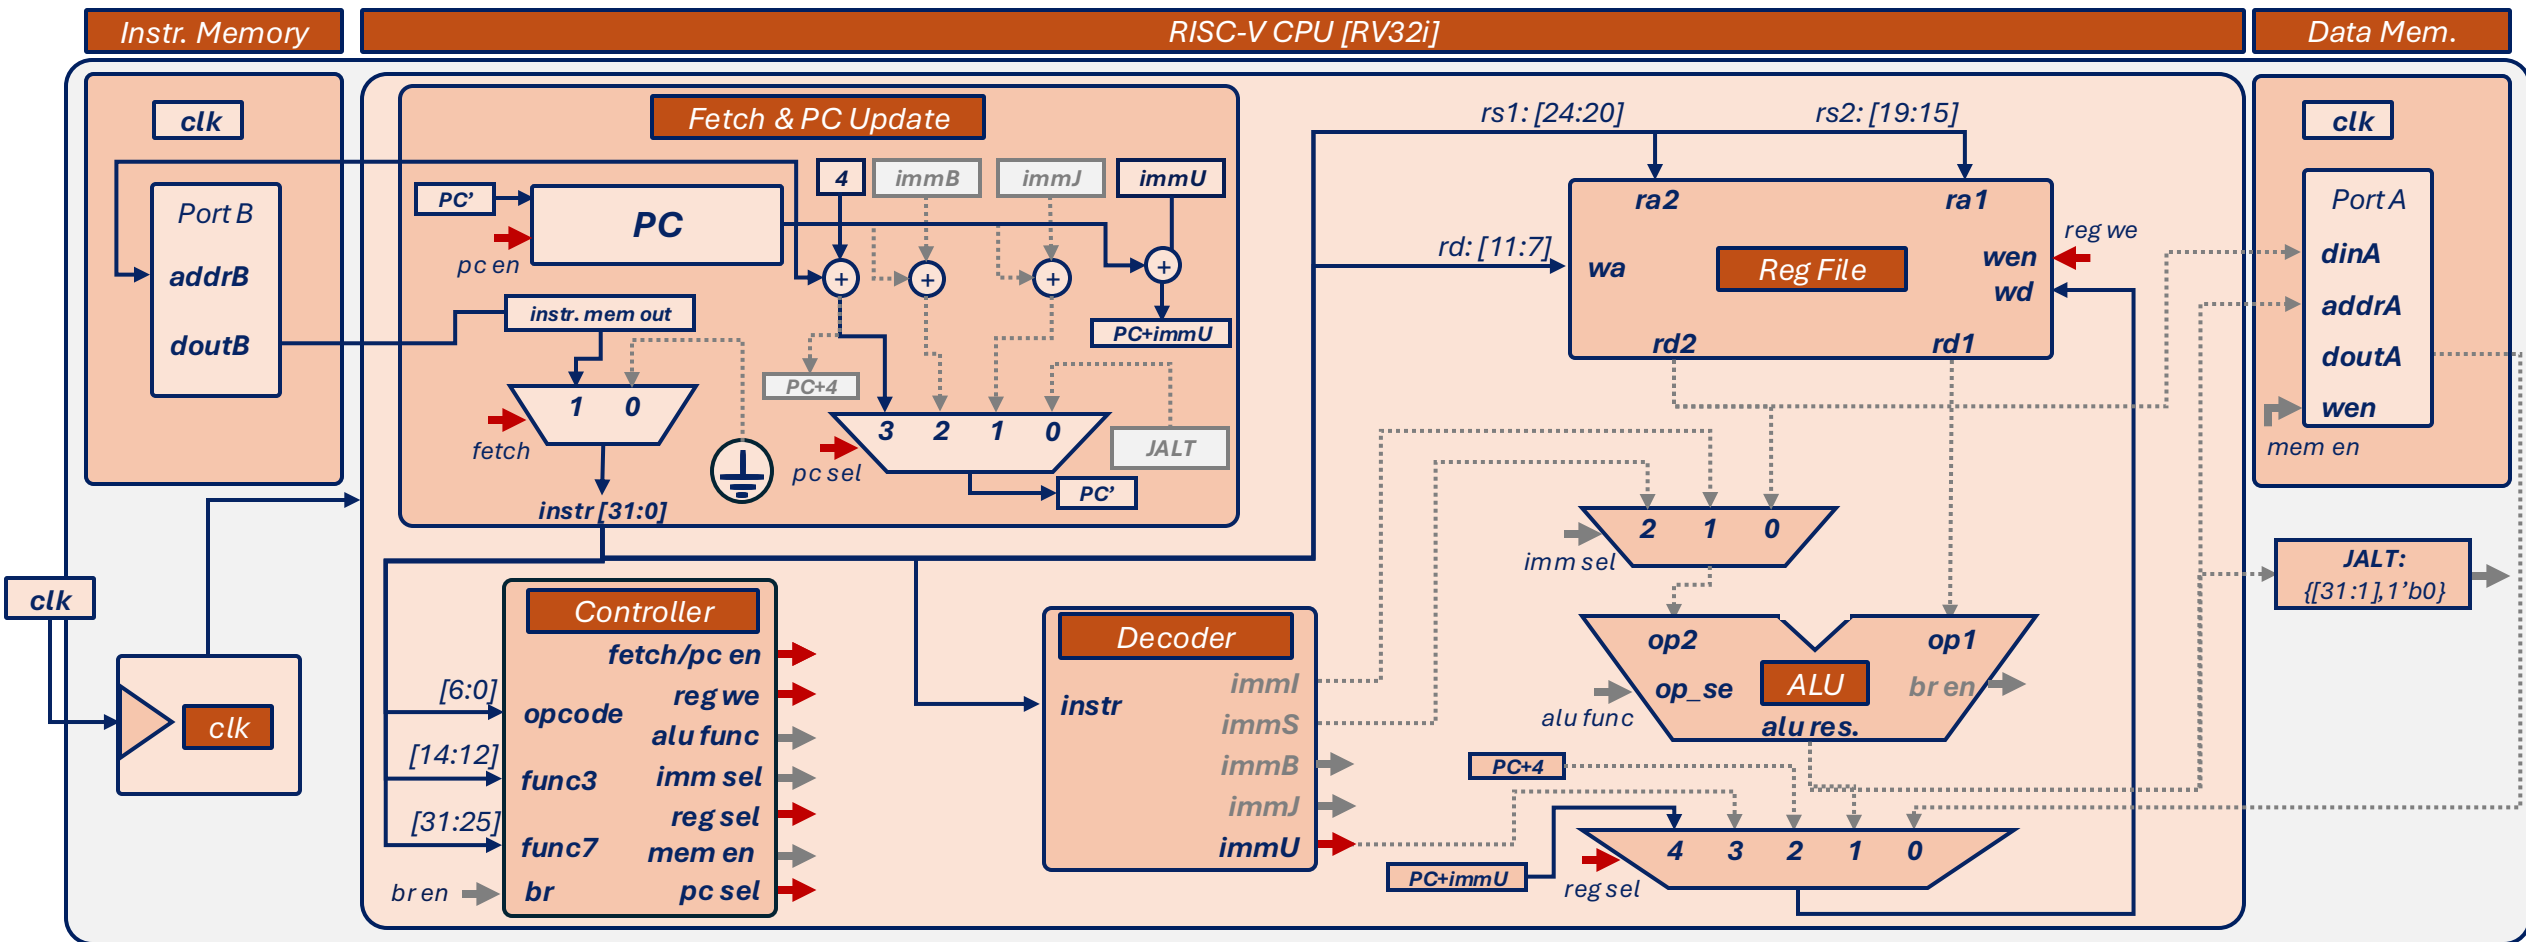 Instr. Memory
RISC-V CPU [RV32i]
Data Mem.
clk
Port B
addrB
doutB
Fetch & PC Update
PC'
PC
pc en
4
immB
immJ
immU
+
+
+
+
instr. mem out
PC+immU
PC+4
1 0
fetch
3 2 1 0
pc sel
JALT
PC'
instr [31:0]
rs1: [24:20]
rs2: [19:15]
ra2
ra1
rd: [11:7]
wa
Reg File
wen
wd
reg we
rd2
rd1
clk
Port A
dinA
addrA
doutA
wen
mem en
2 1 0
imm sel
JALT:
{[31:1],1'b0}
clk
clk
Controller
fetch/pc en
[6:0]
opcode
reg we
alu func
[14:12]
func3
imm sel
reg sel
[31:25]
func7
mem en
br en
br
pc sel
Decoder
instr
immI
immS
immB
immJ
immU
op2
op1
op_se
ALU
br en
alu func
alu res.
PC+4
4 3 2 1 0
PC+immU
reg sel